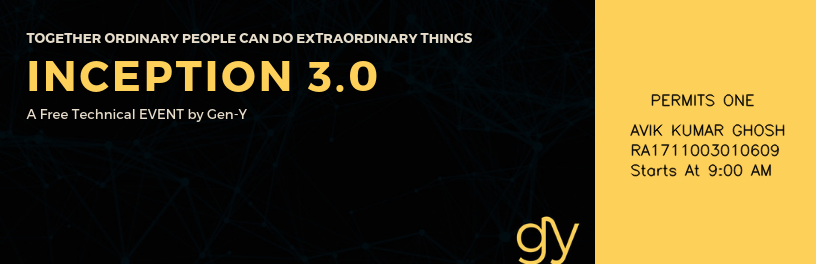 TOGETHER ORDINARY PEOPLE CAN DO EXTRAORDINARY THINGS
INCEPTION 3.0
A Free Technical EVENT by Gen-Y
gy
PERMITS ONE
AVIK KUMAR GHOSH
RA1711003010609
Starts At 9:00 AM